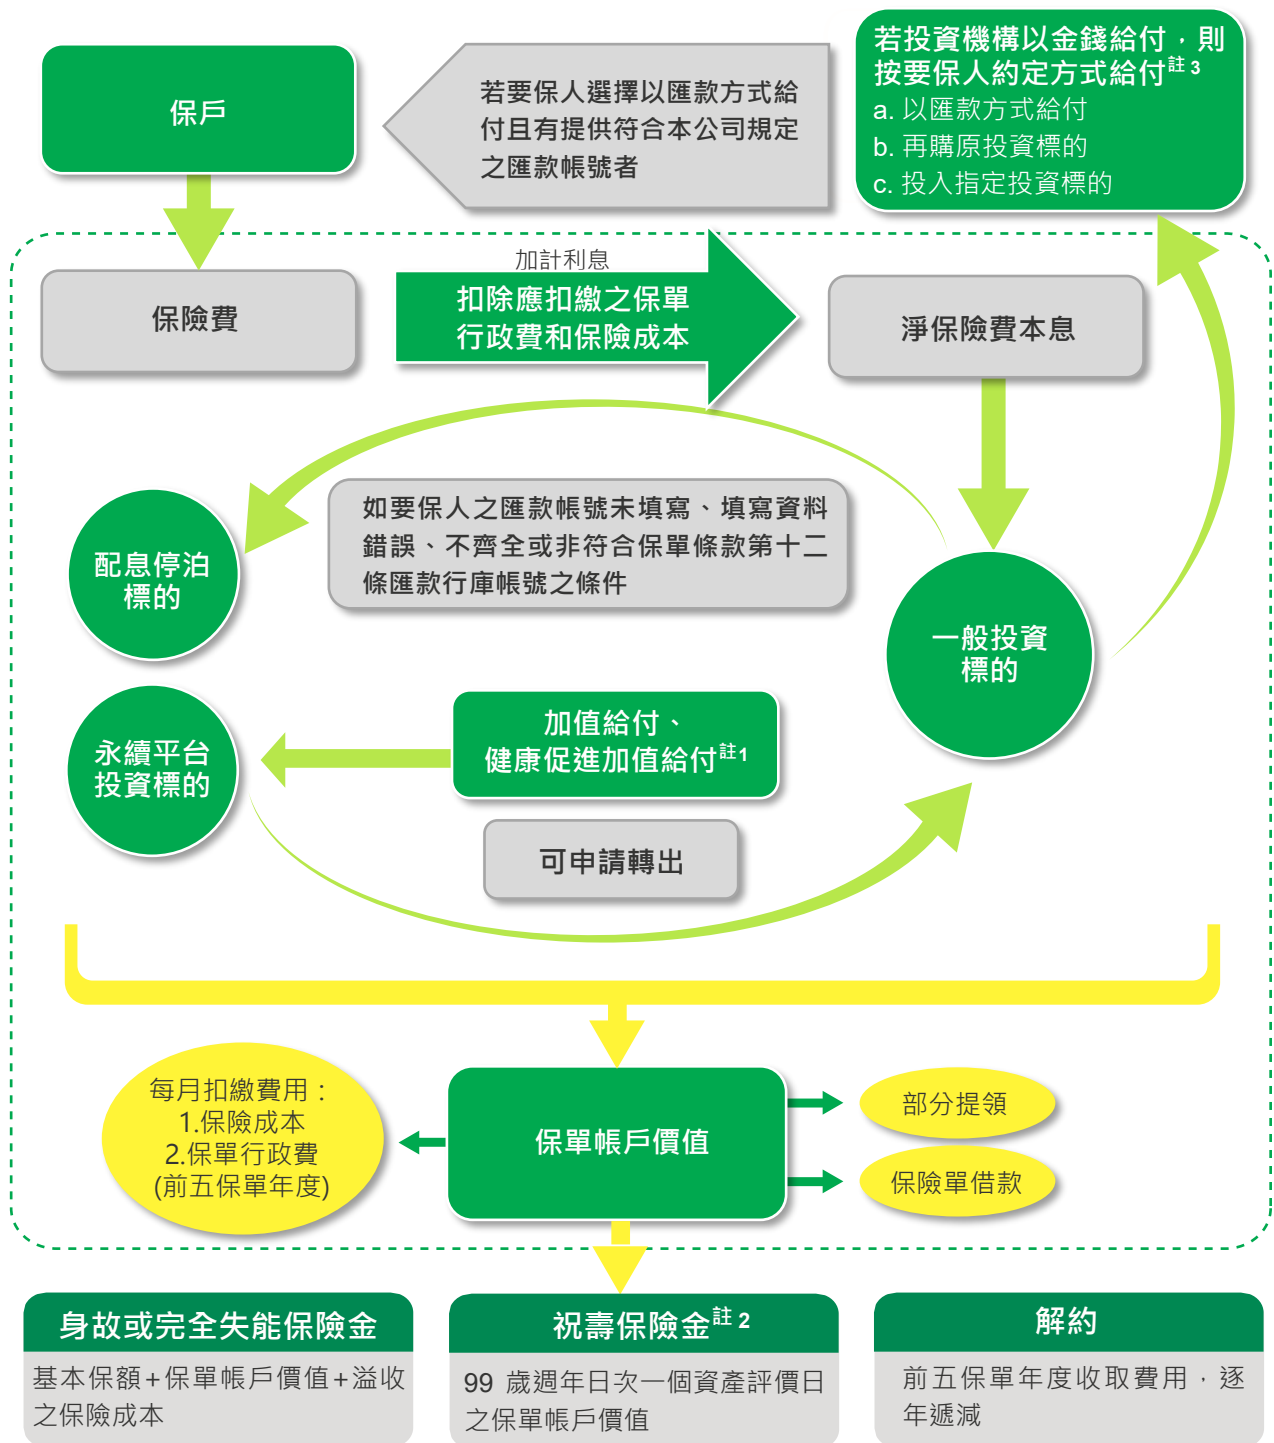 保戶
若要保人選擇以匯款方式給
付且有提供符合本公司規定
之匯款帳號者
若投資機構以金錢給付，則
按要保人約定方式給付註3
a. 以匯款方式給付
b. 再購原投資標的
c. 投入指定投資標的
保險費
加計利息
扣除應扣繳之保單
行政費和保險成本
淨保險費本息
如要保人之匯款帳號未填寫、填寫資料
錯誤、不齊全或非符合保單條款第十二
條匯款行庫帳號之條件
配息停泊
標的
一般投資
標的
永續平台
投資標的
加值給付、
健康促進加值給付註1
可申請轉出
每月扣繳費用：
1.保險成本
2.保單行政費
(前五保單年度)
保單帳戶價值
部分提領
保險單借款
身故或完全失能保險金
基本保額+保單帳戶價值+溢收
之保險成本
祝壽保險金註2
99 歲週年日次一個資產評價日
之保單帳戶價值
解約
前五保單年度收取費用，逐
年遞減